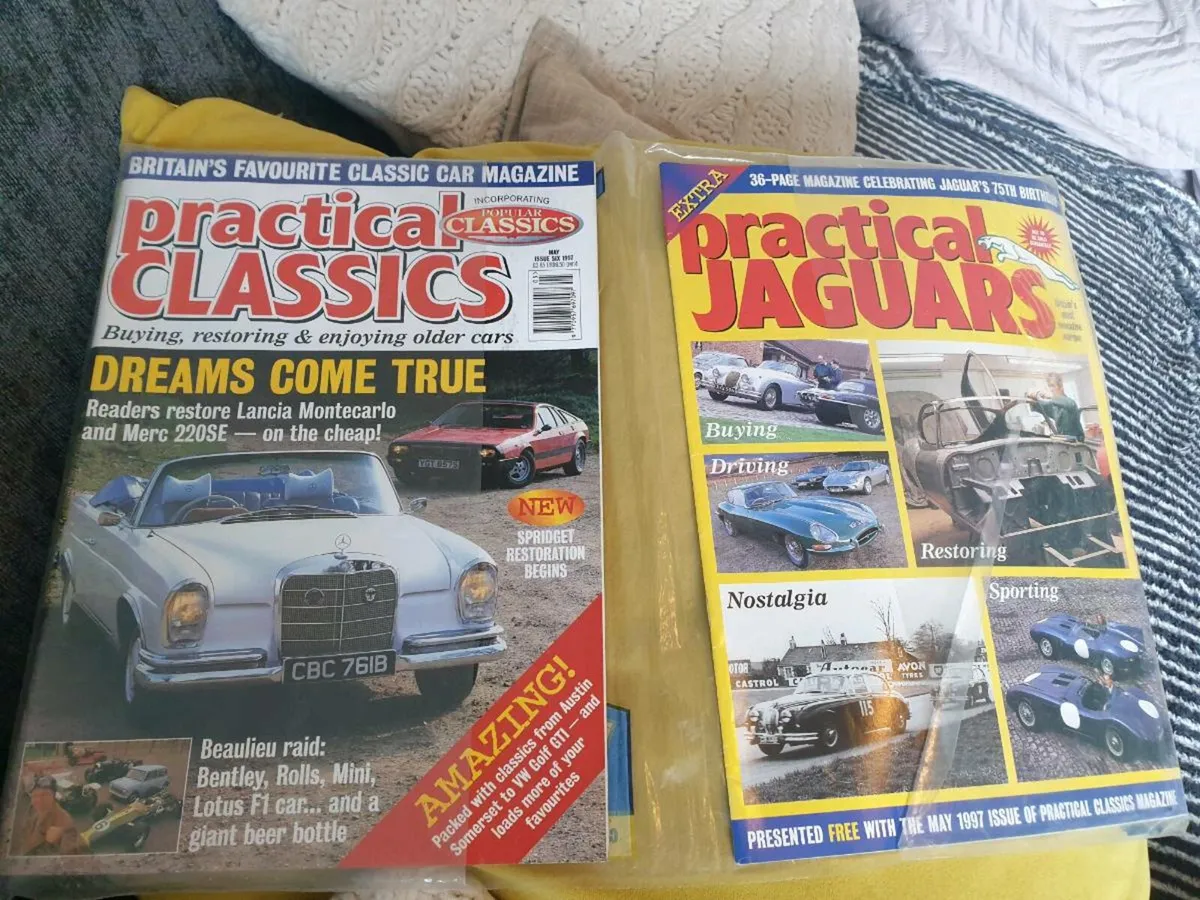 BRITAIN'S FAVOURITE CLASSIC CAR MAGAZINE
practical
CLASSICS
INCORPORATING
POPULAR
CLASSICS
MAY
ISSUE SIX 1997
Buying, restoring & enjoying older cars
DREAMS COME TRUE
Readers restore Lancia Montecarlo
and Merc 220SE — on the cheap!
YGT 857S
NEW
SPRIDGET
RESTORATION
BEGINS
CBC 761B
Beaulieu raid:
Bentley, Rolls, Mini,
Lotus F1 car... and a
giant beer bottle
AMAZING!
Packed with classics from Austin
Somerset to VW Golf GTI — and
loads more of your
favourites
EXTRA
36-PAGE MAGAZINE CELEBRATING JAGUAR'S 75TH BIRTHDAY
practical
JAGUARS
Buying
Driving
Restoring
Nostalgia
Sporting
CASTROL
Autocar
AVON
TYRES
115
PRESENTED FREE WITH THE MAY 1997 ISSUE OF PRACTICAL CLASSICS MAGAZINE